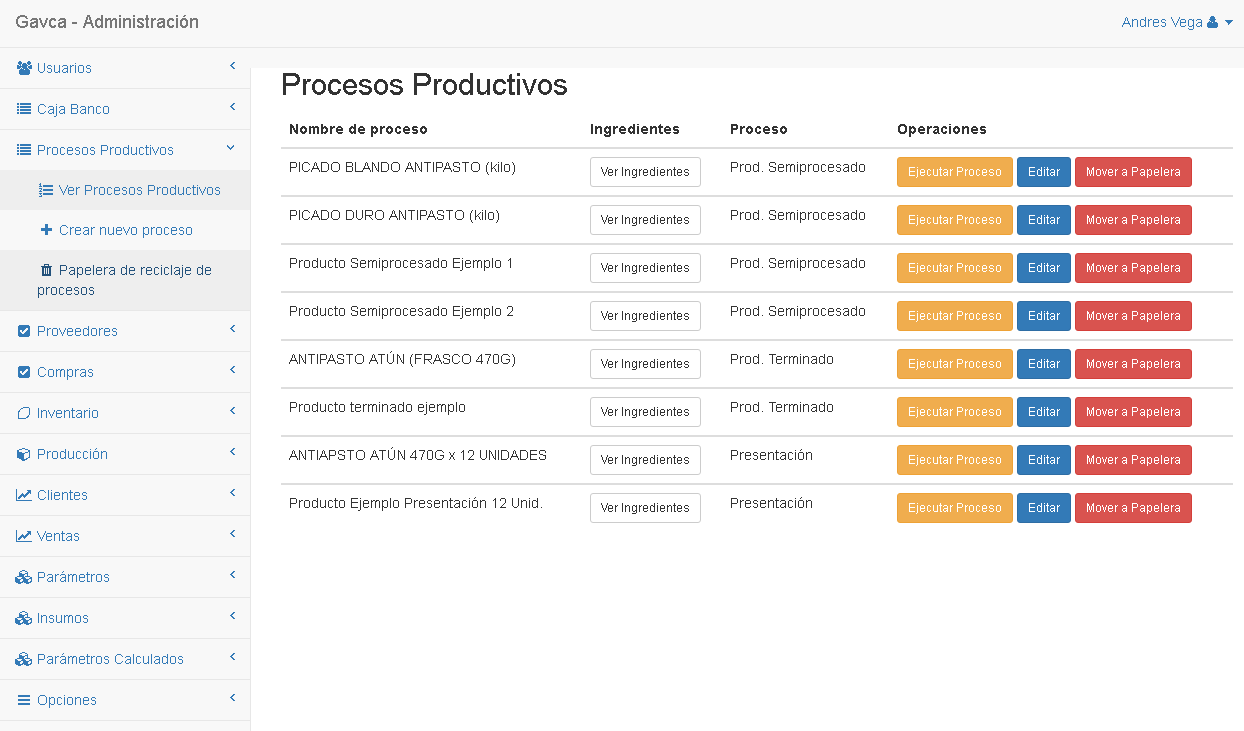 Gavca - Administración
Andres Vega
Usuarios
Caja Banco
Procesos Productivos
Ver Procesos Productivos
Crear nuevo proceso
Papelera de reciclaje de
procesos
Proveedores
Compras
Inventario
Producción
Clientes
Ventas
Parámetros
Insumos
Parámetros Calculados
Opciones
Procesos Productivos
Nombre de proceso Ingredientes Proceso Operaciones
PICADO BLANDO ANTIPASTO (kilo) Ver Ingredientes Prod. Semiprocesado Ejecutar Proceso Editar Mover a Papelera
PICADO DURO ANTIPASTO (kilo) Ver Ingredientes Prod. Semiprocesado Ejecutar Proceso Editar Mover a Papelera
Producto Semiprocesado Ejemplo 1 Ver Ingredientes Prod. Semiprocesado Ejecutar Proceso Editar Mover a Papelera
Producto Semiprocesado Ejemplo 2 Ver Ingredientes Prod. Semiprocesado Ejecutar Proceso Editar Mover a Papelera
ANTIPASTO ATÚN (FRASCO 470G) Ver Ingredientes Prod. Terminado Ejecutar Proceso Editar Mover a Papelera
Producto terminado ejemplo Ver Ingredientes Prod. Terminado Ejecutar Proceso Editar Mover a Papelera
ANTIAPSTO ATÚN 470G x 12 UNIDADES Ver Ingredientes Presentación Ejecutar Proceso Editar Mover a Papelera
Producto Ejemplo Presentación 12 Unid. Ver Ingredientes Presentación Ejecutar Proceso Editar Mover a Papelera